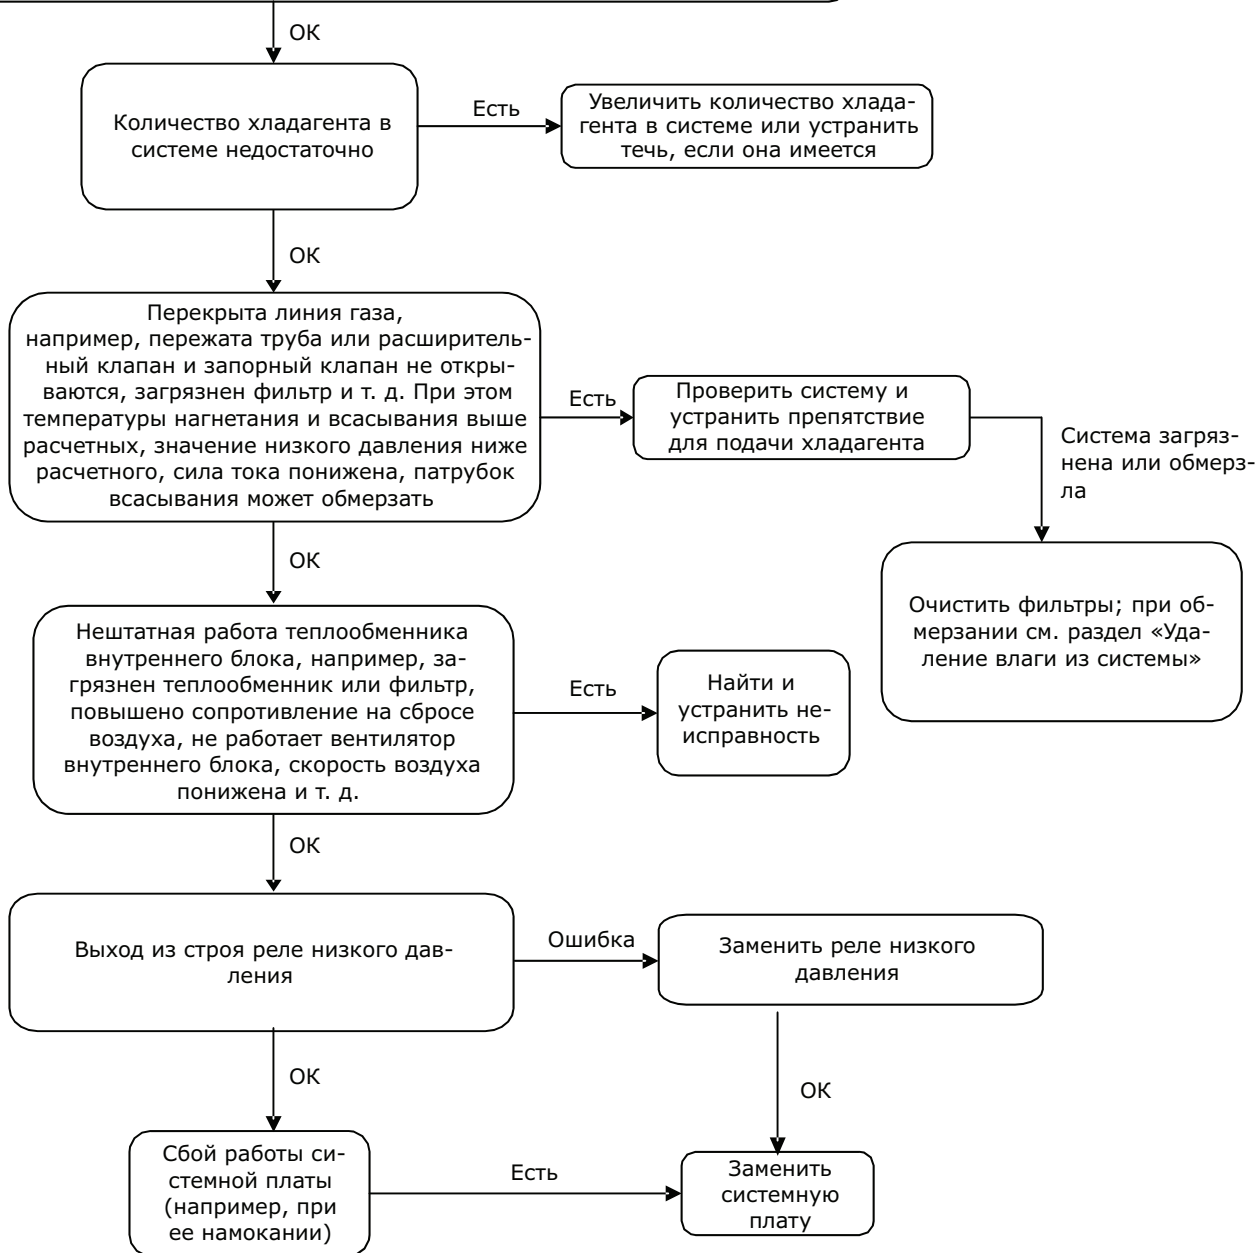 ОК
Количество хладагента в
системе недостаточно
Есть
Увеличить количество хлада-
гента в системе или устранить
течь, если она имеется
ОК
Перекрыта линия газа,
например, пережата труба или расширитель-
ный клапан и запорный клапан не откры-
ваются, загрязнен фильтр и т. д. При этом
температуры нагнетания и всасывания выше
расчетных, значение низкого давления ниже
расчетного, сила тока понижена, патрубок
всасывания может обмерзать
Есть
Проверить систему и
устранить препятствие
для подачи хладагента
Система загряз-
нена или обмерз-
ла
Очистить фильтры; при об-
мерзании см. раздел «Уда-
ление влаги из системы»
ОК
Нештатная работа теплообменника
внутреннего блока, например, за-
грязнен теплообменник или фильтр,
повышено сопротивление на сбросе
воздуха, не работает вентилятор
внутреннего блока, скорость воздуха
понижена и т. д.
Есть
Найти и
устранить не-
исправность
ОК
Выход из строя реле низкого дав-
ления
Ошибка
Заменить реле низкого
давления
ОК
ОК
Сбой работы си-
стемной платы
(например, при
ее намокании)
Есть
Заменить
системную
плату